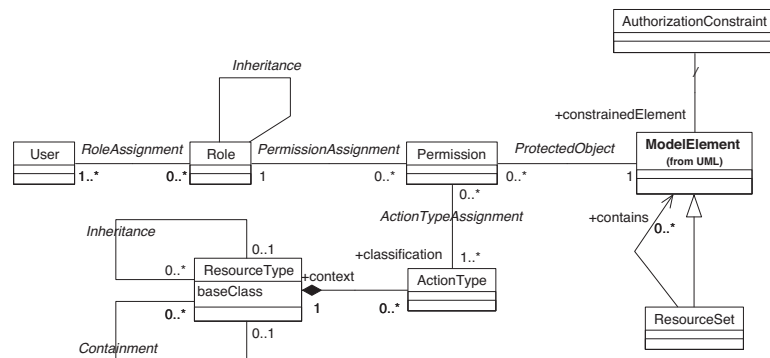 AuthorizationConstraint
Inheritance
/
+constrainedElement
User
RoleAssignment
1..*
0..*
Role
PermissionAssignment
1
0..*
Permission
ProtectedObject
0..*
1
ModelElement
(from UML)
0..*
ActionTypeAssignment
+contains
0..*
Inheritance
0..1
+classification
1..*
0..*
ResourceType
baseClass
+context
ActionType
0..*
1
0..*
ResourceSet
Containment
0..1